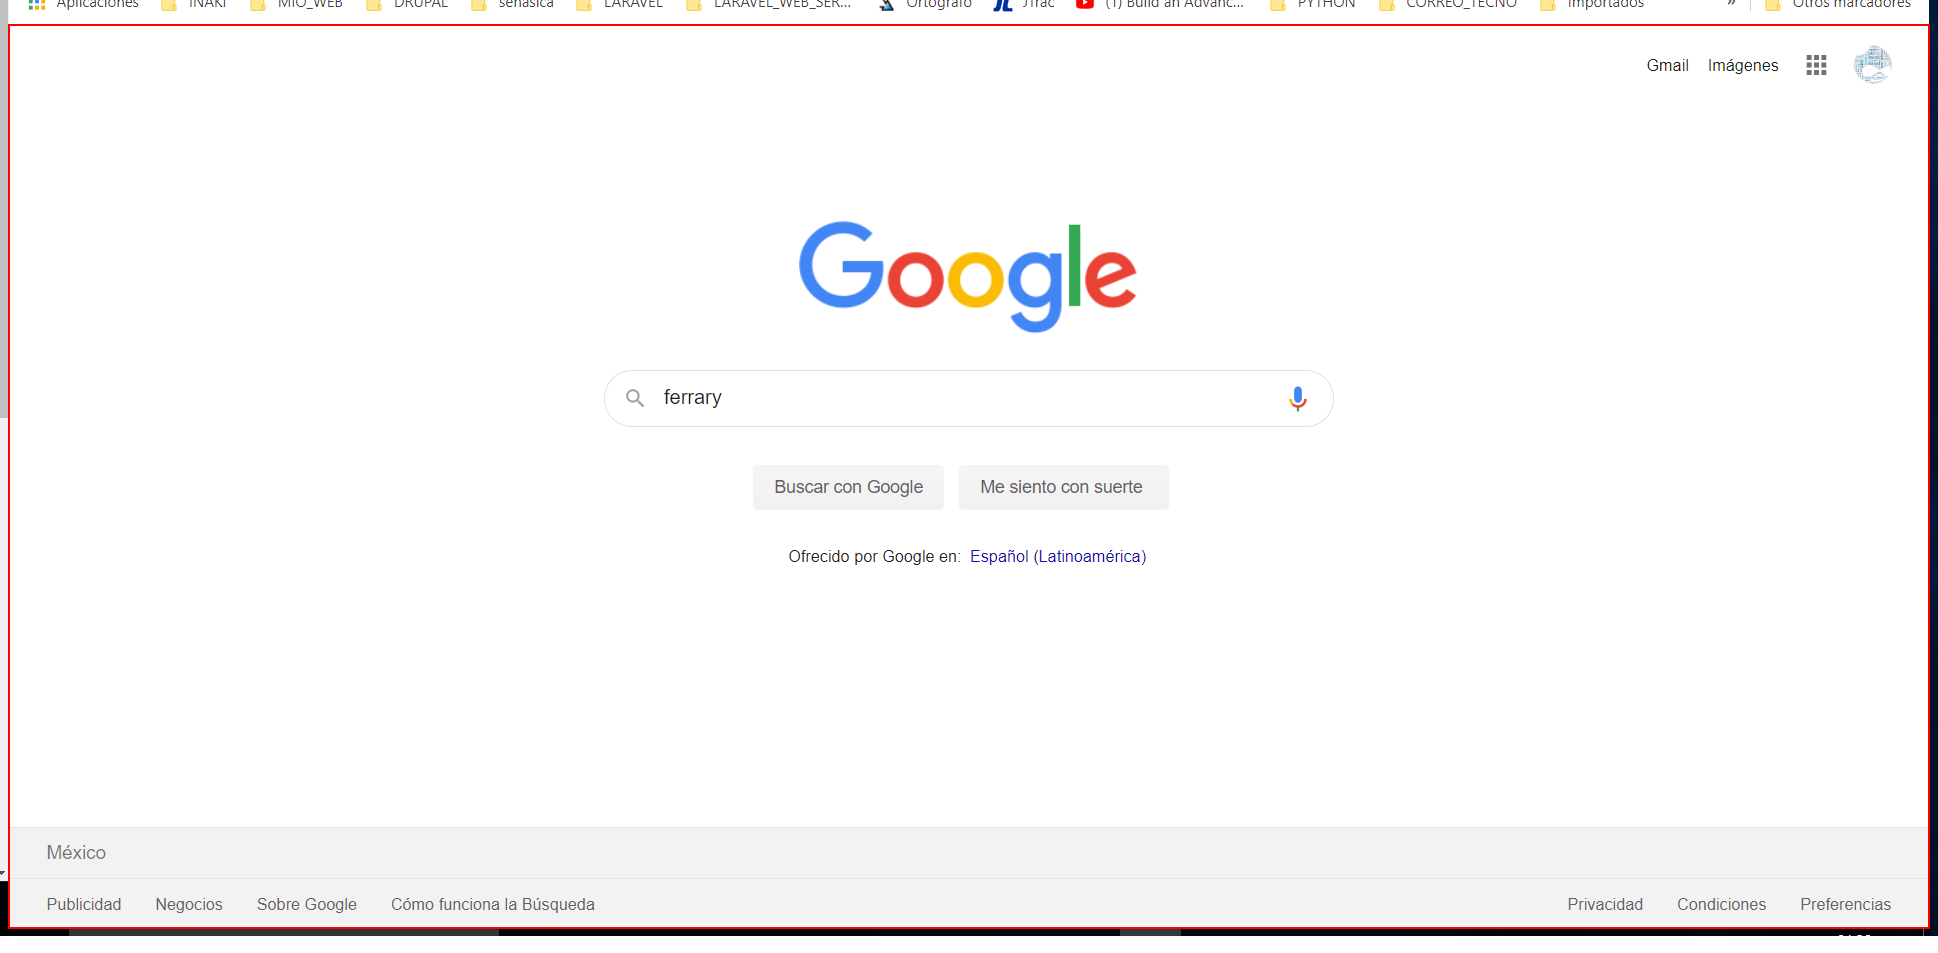 Aplicaciones INAKI MIO_WEB DRUPAL senasica LARAVEL LARAVEL_WEB_SER... Ortografo JTrac (1) Build an Advanc... PYTHON CORREO_TECNO Importados » Otros marcadores
Gmail Imágenes
Google
ferrary
Buscar con Google Me siento con suerte
Ofrecido por Google en: Español (Latinoamérica)
México
Publicidad Negocios Sobre Google Cómo funciona la Búsqueda Privacidad Condiciones Preferencias